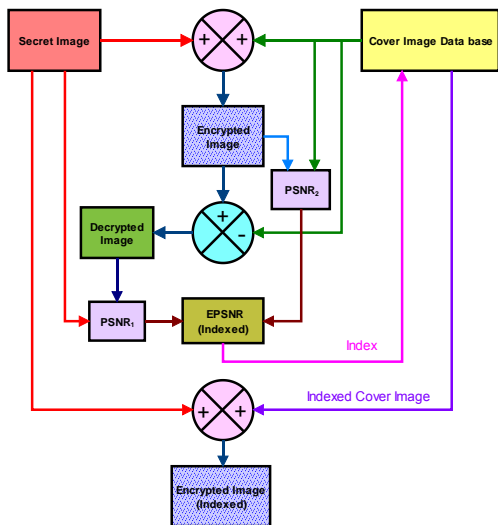 Secret Image
+ +
Cover Image Data base
Encrypted
Image
PSNR₂
+
-
Decrypted
Image
PSNR₁
EPSNR
(Indexed)
Index
Indexed Cover Image
+ +
Encrypted Image
(Indexed)